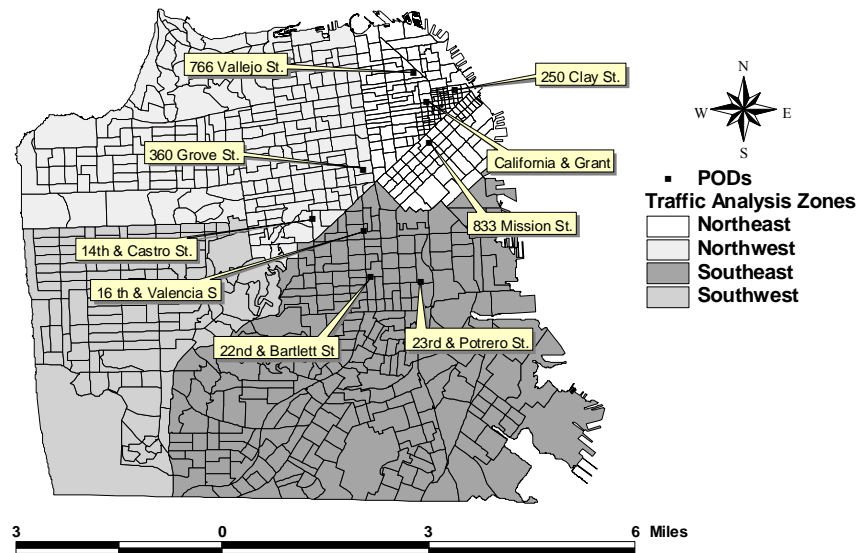 766 Vallejo St.
250 Clay St.
360 Grove St.
California & Grant
833 Mission St.
14th & Castro St.
16 th & Valencia S
22nd & Bartlett St
23rd & Potrero St.
N
W
E
S
PODs
Traffic Analysis Zones
Northeast
Northwest
Southeast
Southwest
3 0 3 6 Miles